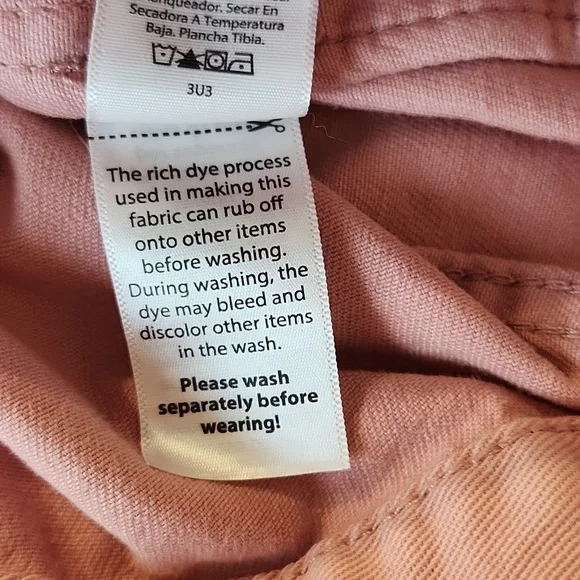 Secar En
Secadora A Temperatura
Baja. Plancha Tibia.
3U3
The rich dye process
used in making this
fabric can rub off
onto other items
before washing.
During washing, the
dye may bleed and
discolor other items
in the wash.
Please wash
separately before
wearing!